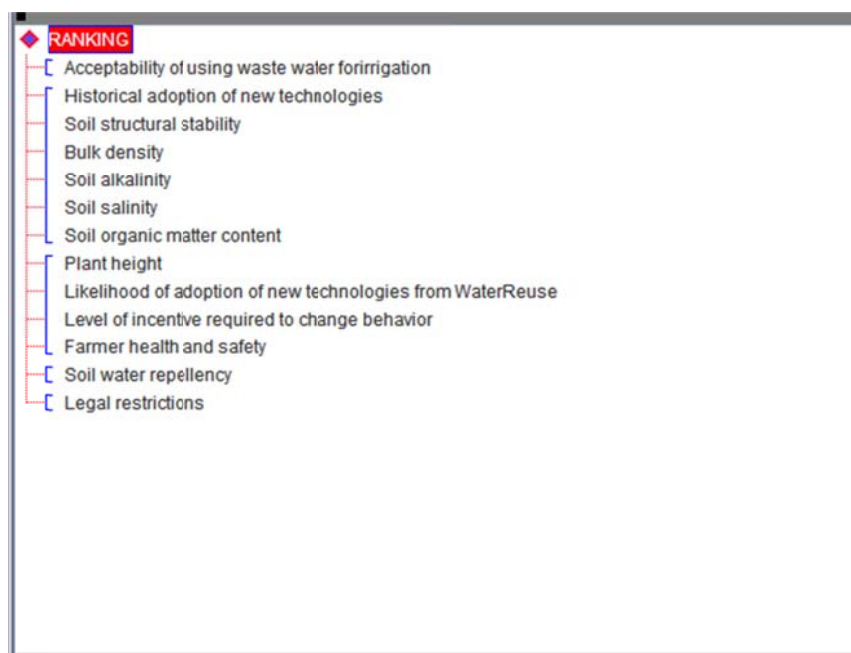 RANKING
Acceptability of using waste water forirrigation
Historical adoption of new technologies
Soil structural stability
Bulk density
Soil alkalinity
Soil salinity
Soil organic matter content
Plant height
Likelihood of adoption of new technologies from WaterReuse
Level of incentive required to change behavior
Farmer health and safety
Soil water repellency
Legal restrictions